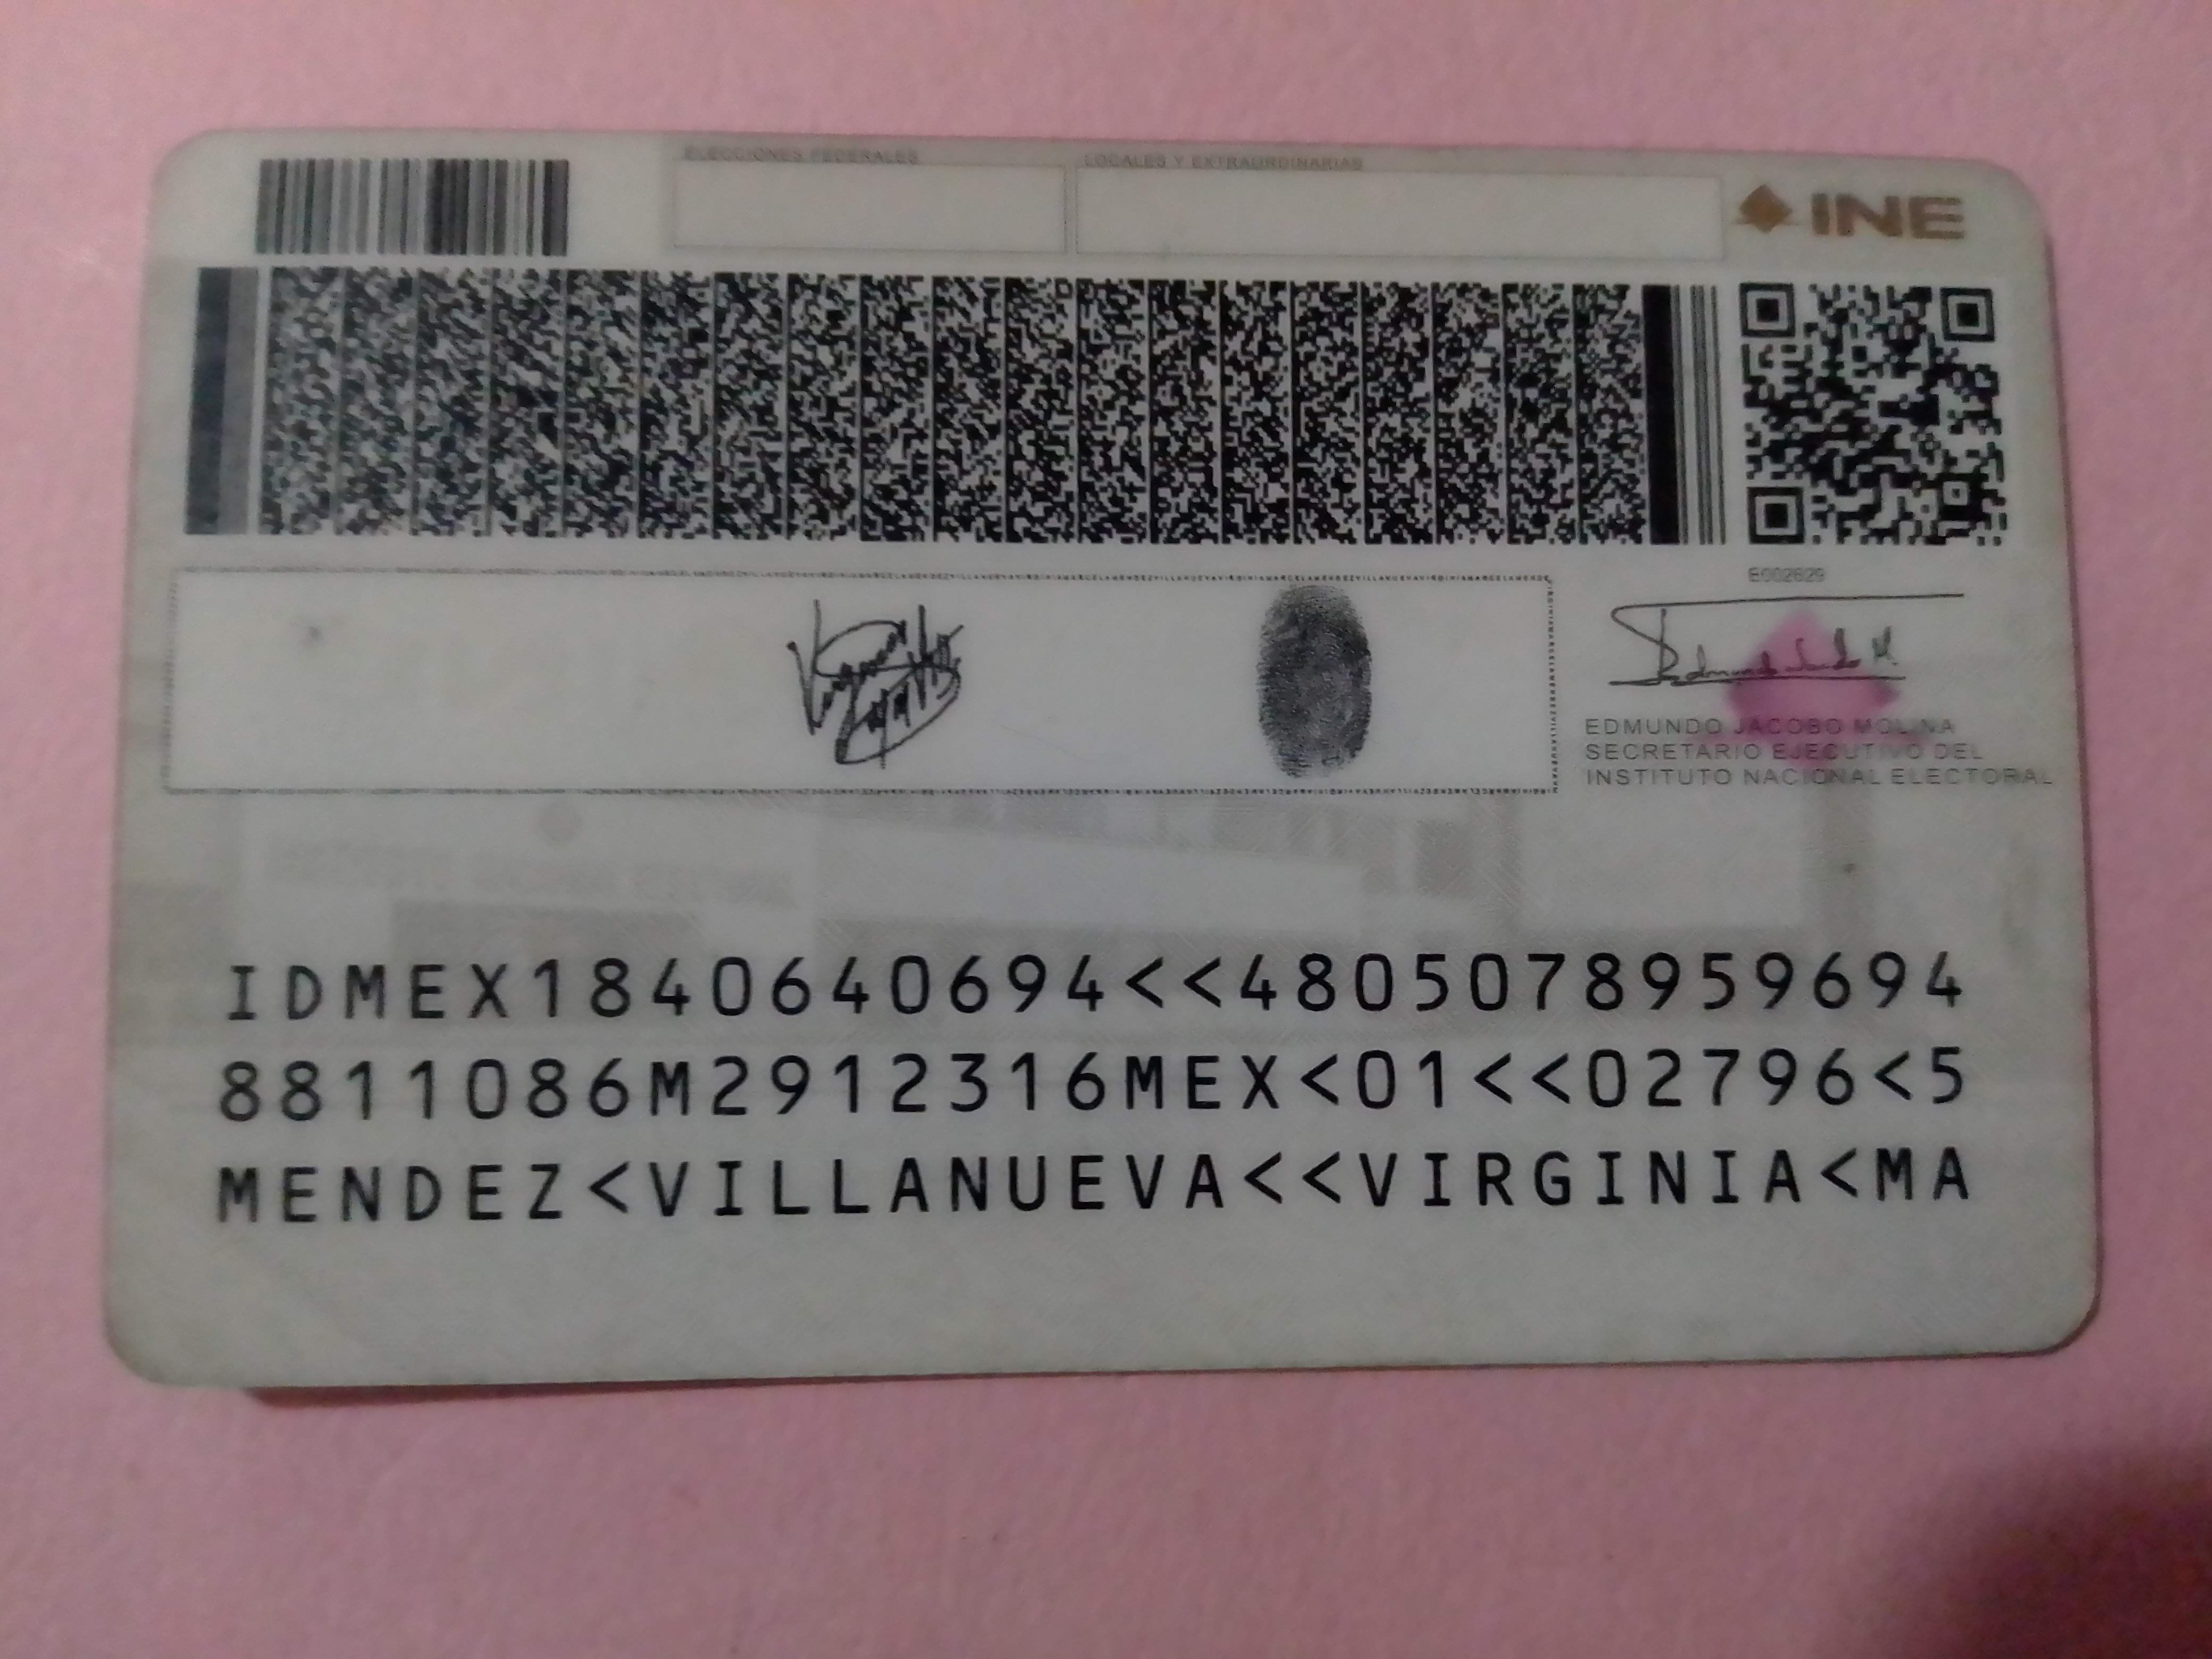 ELECCIONES FEDERALES
LOCALES Y EXTRAORDINARIAS
INE
E002629
EDMUNDO JACOBO MOLINA
SECRETARIO EJECUTIVO DEL
INSTITUTO NACIONAL ELECTORAL
IDMEX1840640694<<4805078959694
8811086M2912316MEX<01<<02796<5
MENDEZ<VILLANUEVA<<VIRGINIA<MA